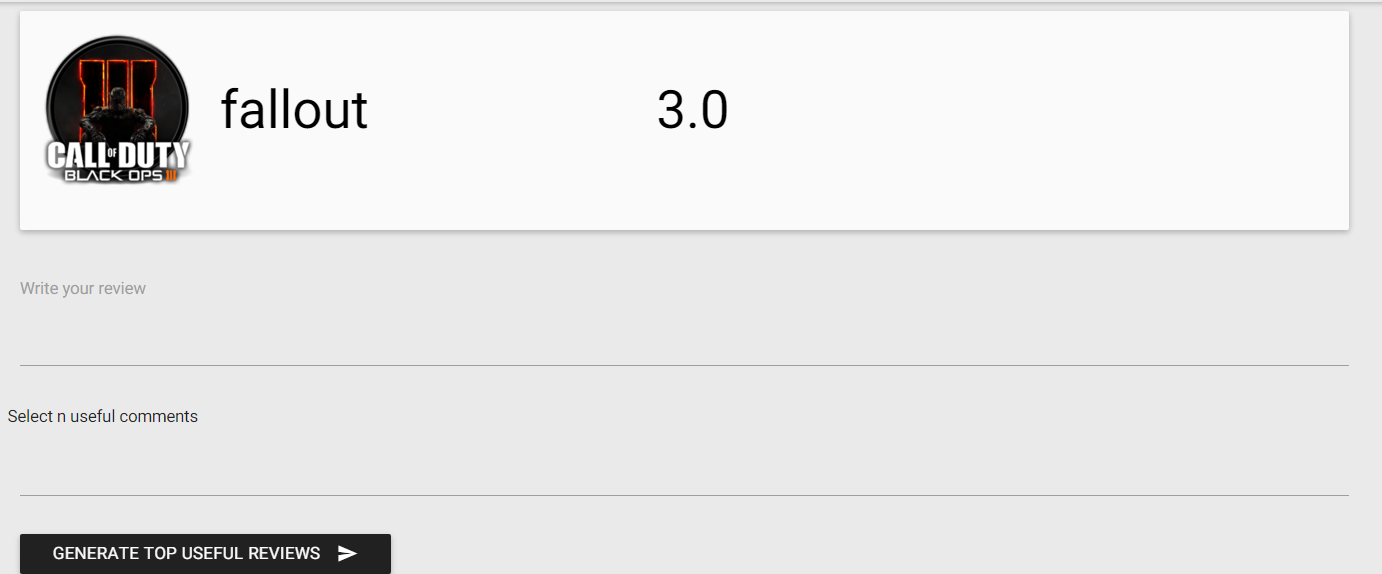 CALL OF DUTY
BLACK OPS III
fallout
3.0
Write your review
Select n useful comments
GENERATE TOP USEFUL REVIEWS